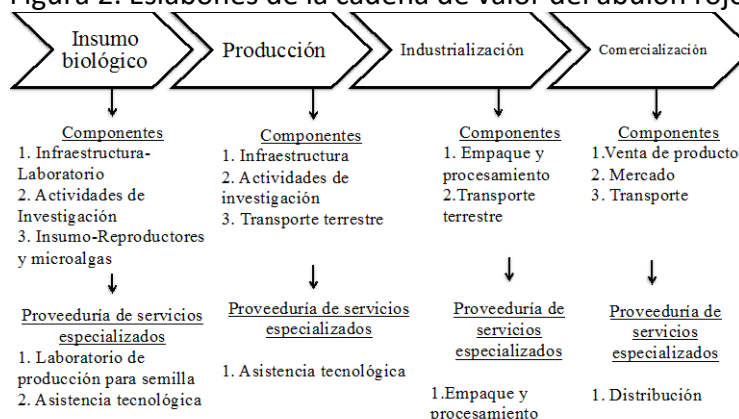 Figura 2. Eslabones de la cadena de valor del abulón rojo
Insumo
biológico
Producción
Industrialización
Comercialización
Componentes
1. Infraestructura-
Laboratorio
2. Actividades de
Investigación
3. Insumo-Reproductores
y microalgas
Proveeduría de servicios
especializados
1. Laboratorio de
producción para semilla
2. Asistencia tecnológica
Componentes
1. Infraestructura
2. Actividades de
investigación
3. Transporte terrestre
Proveeduría de servicios
especializados
1. Asistencia tecnológica
Componentes
1. Empaque y
procesamiento
2.Transporte
terrestre
Proveeduría de
servicios
especializados
1.Empaque y
procesamiento
Componentes
1.Venta de producto
2. Mercado
3. Transporte
Proveeduría de
servicios
especializados
1. Distribución